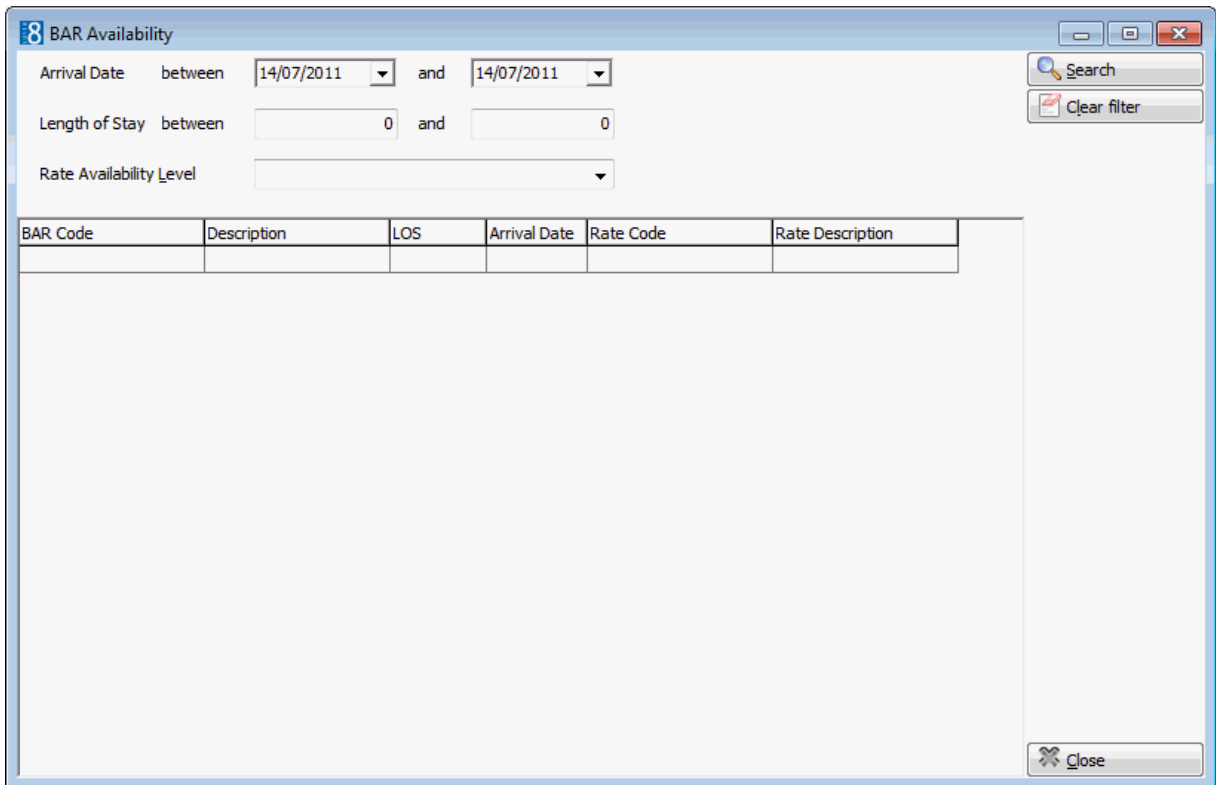 8 BAR Availability
Arrival Date between 14/07/2011 and 14/07/2011
Search
Clear filter
Length of Stay between 0 and 0
Rate Availability Level
BAR Code Description LOS Arrival Date Rate Code Rate Description
Close